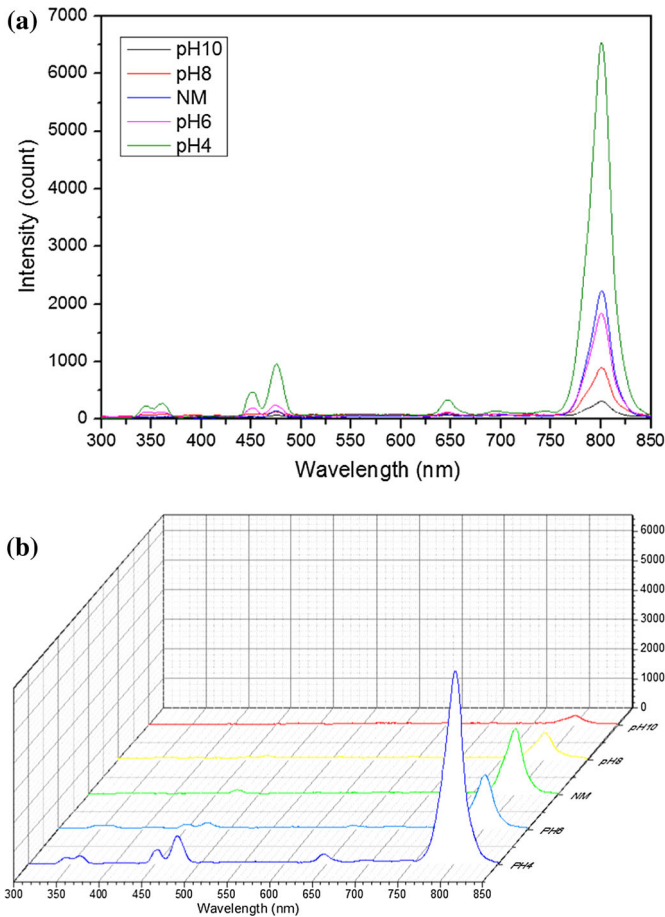 (a)
7000
6000
5000
4000
3000
2000
1000
0
Intensity (count)
pH10
pH8
NM
pH6
pH4
300 350 400 450 500 550 600 650 700 750 800 850
Wavelength (nm)
(b)
6000
5000
4000
3000
2000
1000
0
pH10
pH8
NM
PH6
PH4
300 350 400 450 500 550 600 650 700 750 800 850
Wavelength (nm)